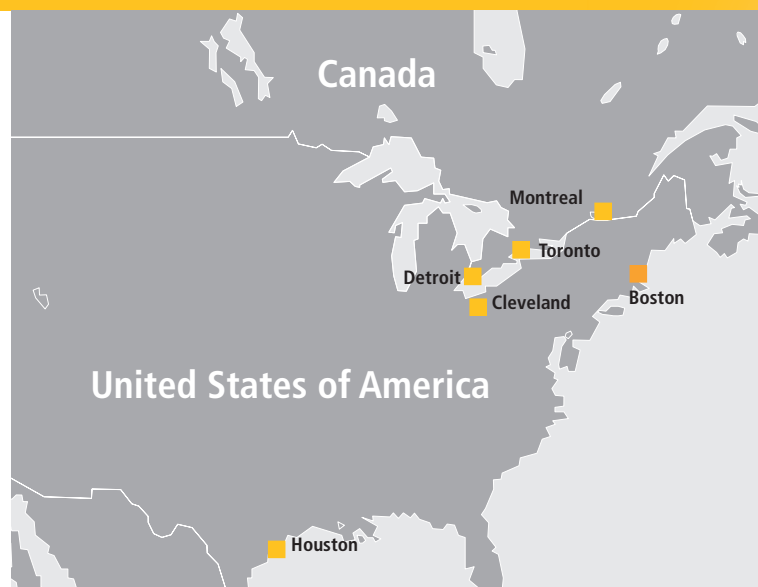 Canada
Montreal
Toronto
Detroit
Cleveland
Boston
United States of America
Houston